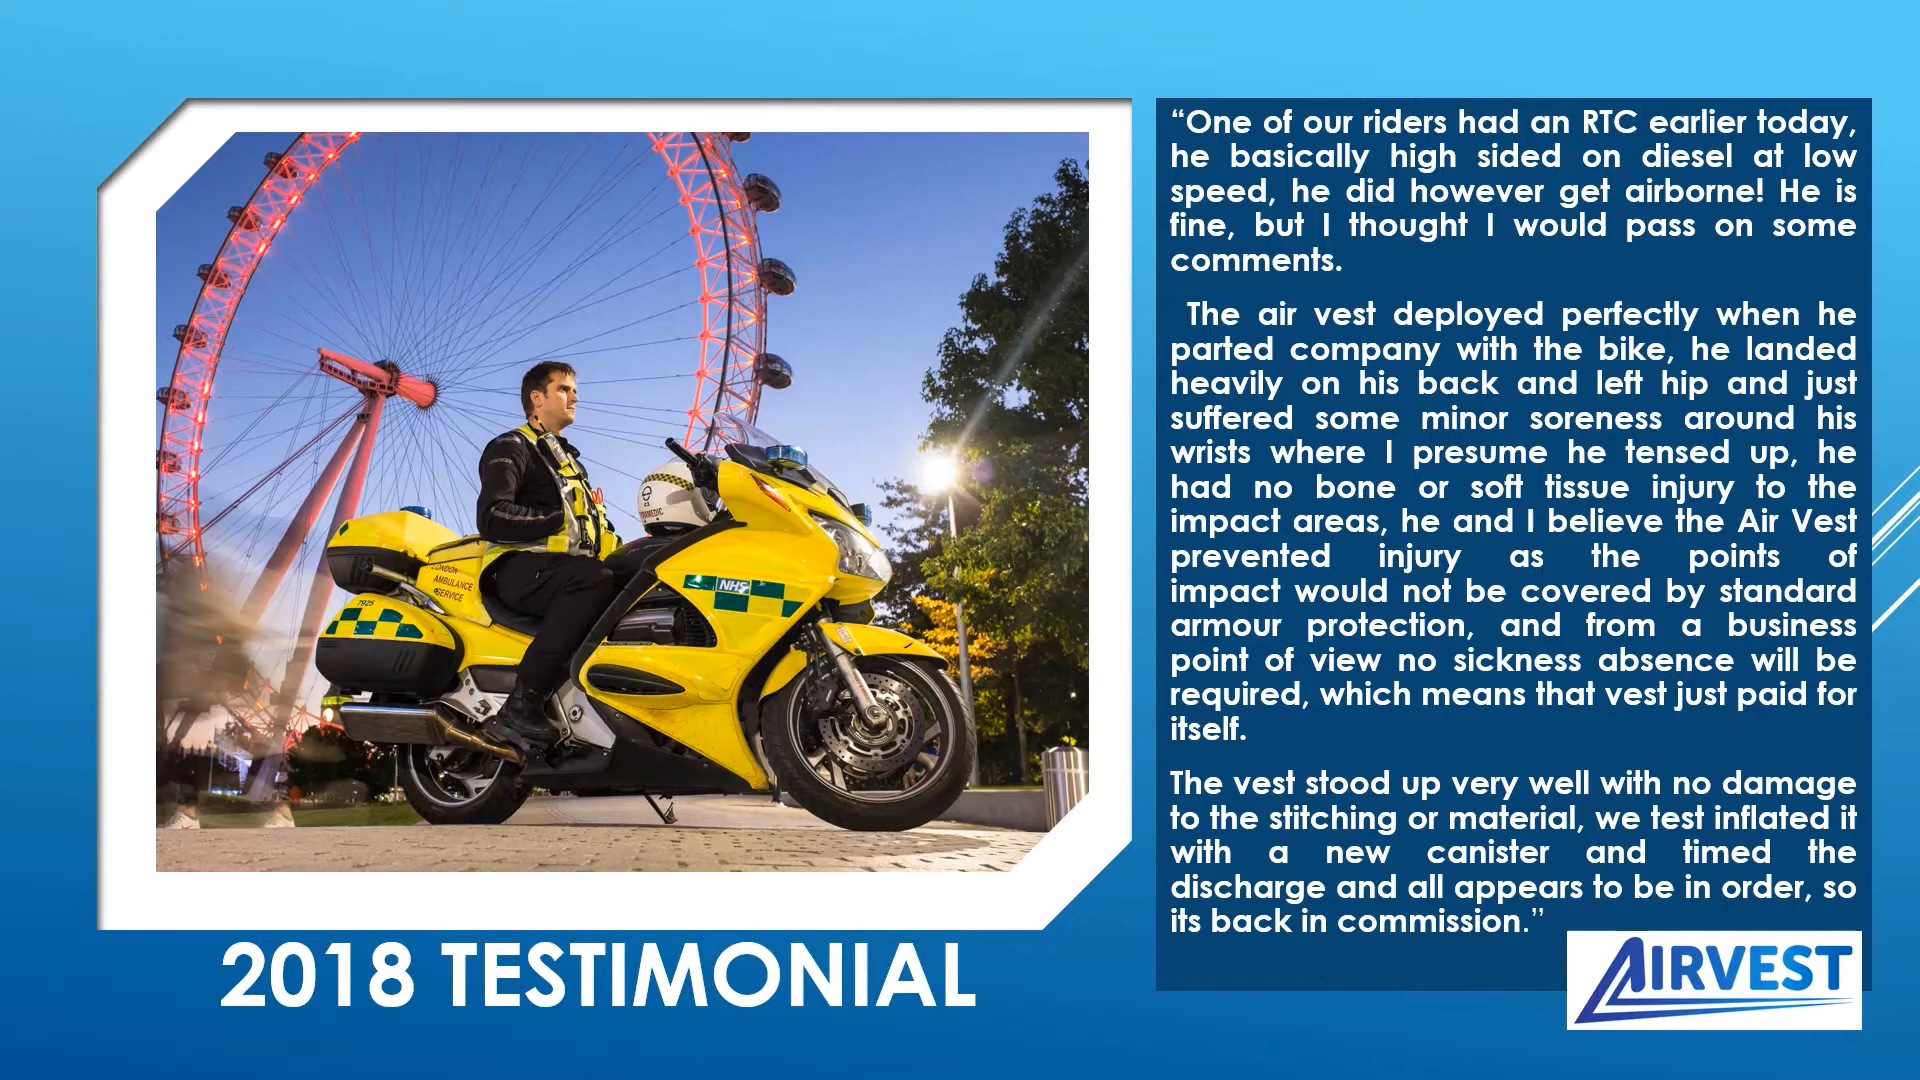 “One of our riders had an RTC earlier today,
he basically high sided on diesel at low
speed, he did however get airborne! He is
fine, but I thought I would pass on some
comments.
The air vest deployed perfectly when he
parted company with the bike, he landed
heavily on his back and left hip and just
suffered some minor soreness around his
wrists where I presume he tensed up, he
had no bone or soft tissue injury to the
impact areas, he and I believe the Air Vest
prevented injury as the points of
impact would not be covered by standard
armour protection, and from a business
point of view no sickness absence will be
required, which means that vest just paid for
itself.
The vest stood up very well with no damage
to the stitching or material, we test inflated it
with a new canister and timed the
discharge and all appears to be in order, so
its back in commission.”
LONDON
AMBULANCE
SERVICE
7925
NHS
2018 TESTIMONIAL
AIRVEST